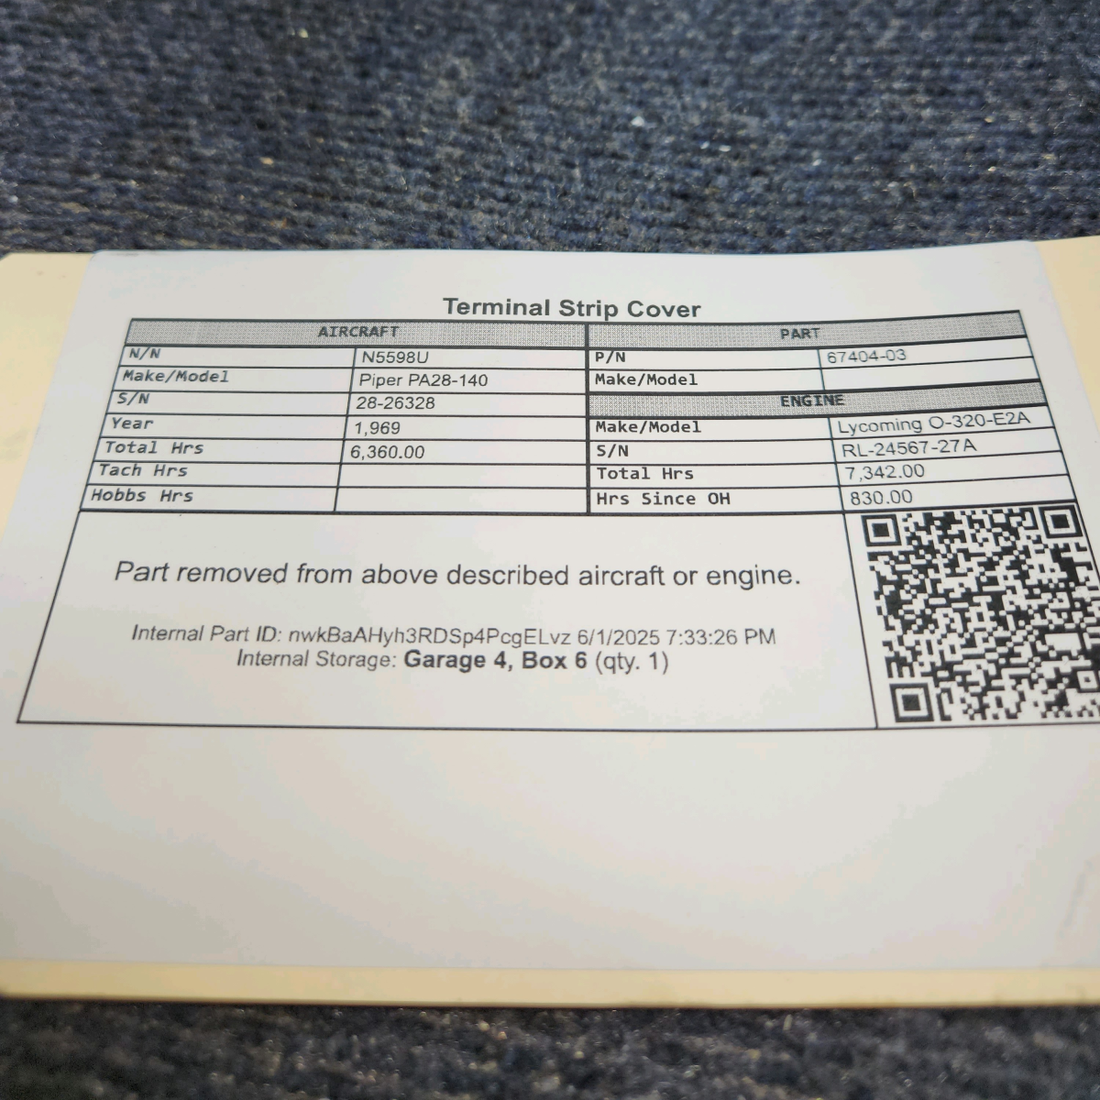 Terminal Strip Cover
AIRCRAFT PART
N/N N5598U P/N 67404-03
Make/Model Piper PA28-140 Make/Model
S/N 28-26328 ENGINE
Year 1,969 Make/Model Lycoming O-320-E2A
Total Hrs 6,360.00 S/N RL-24567-27A
Tach Hrs Total Hrs 7,342.00
Hobbs Hrs Hrs Since OH 830.00
Part removed from above described aircraft or engine.
Internal Part ID: nwkBaAHyh3RDSp4PcgELvz 6/1/2025 7:33:26 PM
Internal Storage: Garage 4, Box 6 (qty. 1)